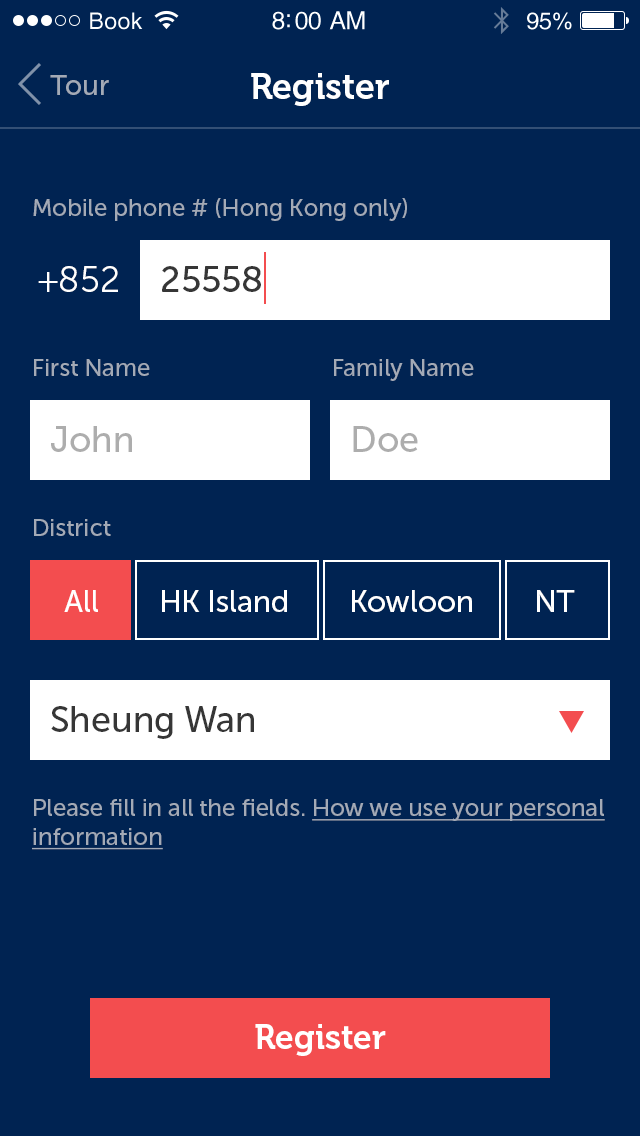 Book 8:00 AM 95%
Tour Register
Mobile phone # (Hong Kong only)
+852 25558
First Name Family Name
John Doe
District
All HK Island Kowloon NT
Sheung Wan
Please fill in all the fields. How we use your personal
information
Register